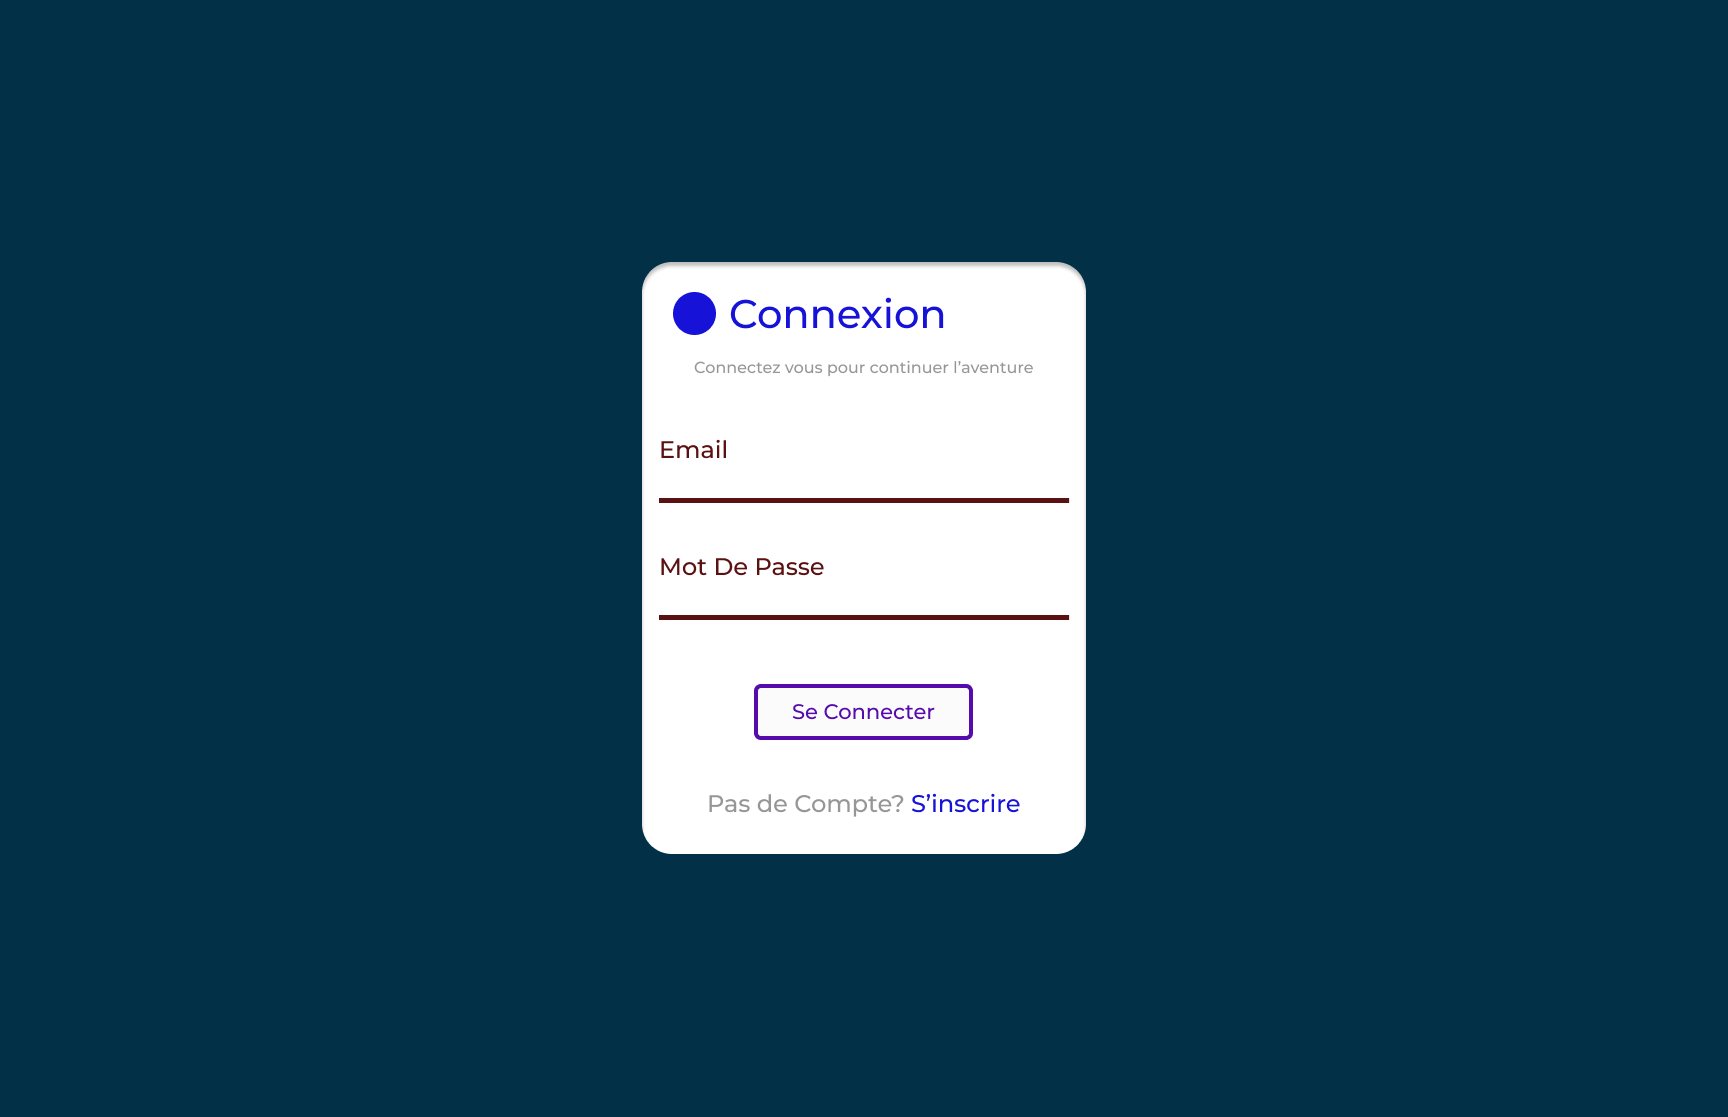 Connexion
Connectez vous pour continuer l’aventure
Email
Mot De Passe
Se Connecter
Pas de Compte? S’inscrire